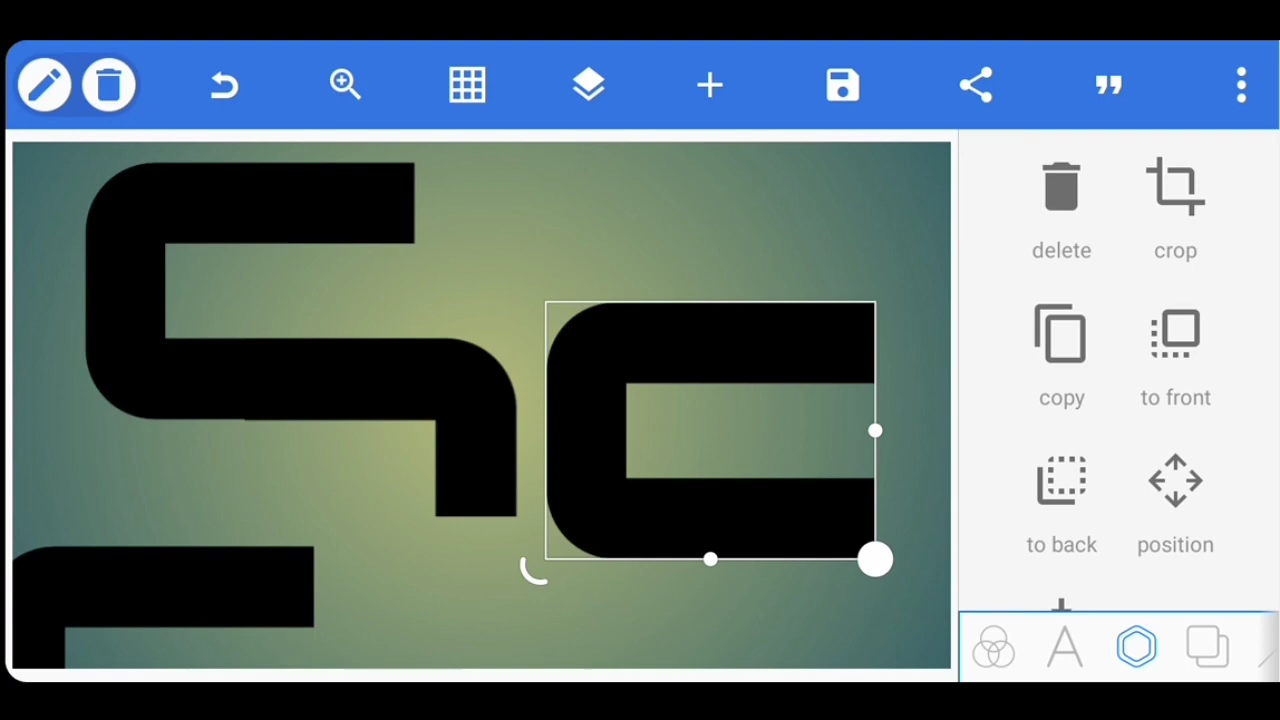 delete
crop
copy
to front
to back
position